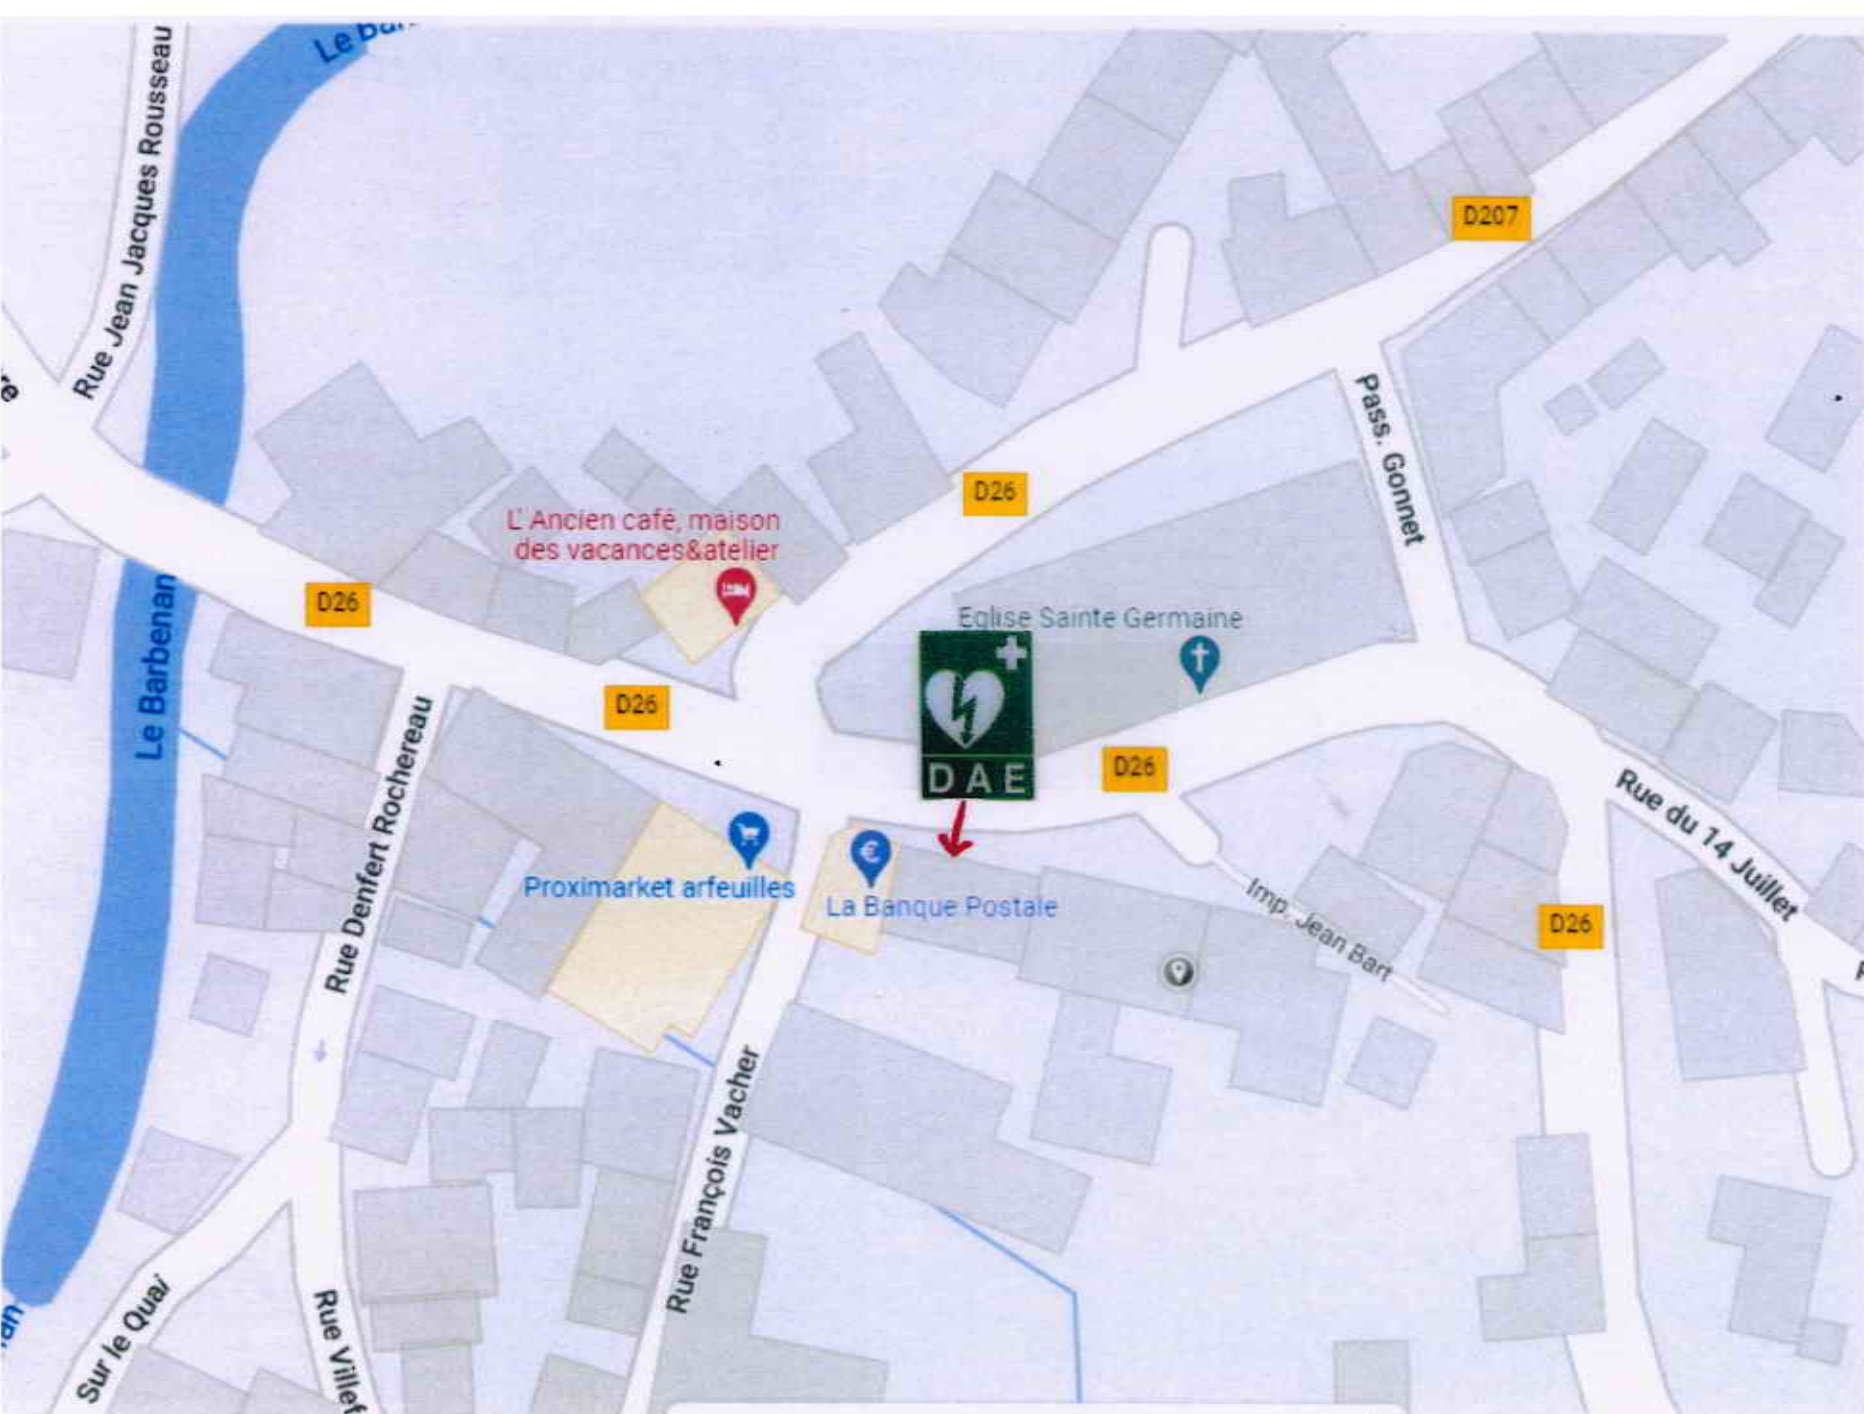 Rue Jean Jacques Rousseau
D207
D26
Pass. Gonnet
L' Ancien café, maison
des vacances&atelier
D26
Eglise Sainte Germaine
D26
Le Barbenan
DAE
D26
Rue Denfert Rochereau
Rue du 14 Juillet
Proximarket arfeuilles
La Banque Postale
Imp. Jean Bart
D26
Rue François Vacher
Sur le Quai